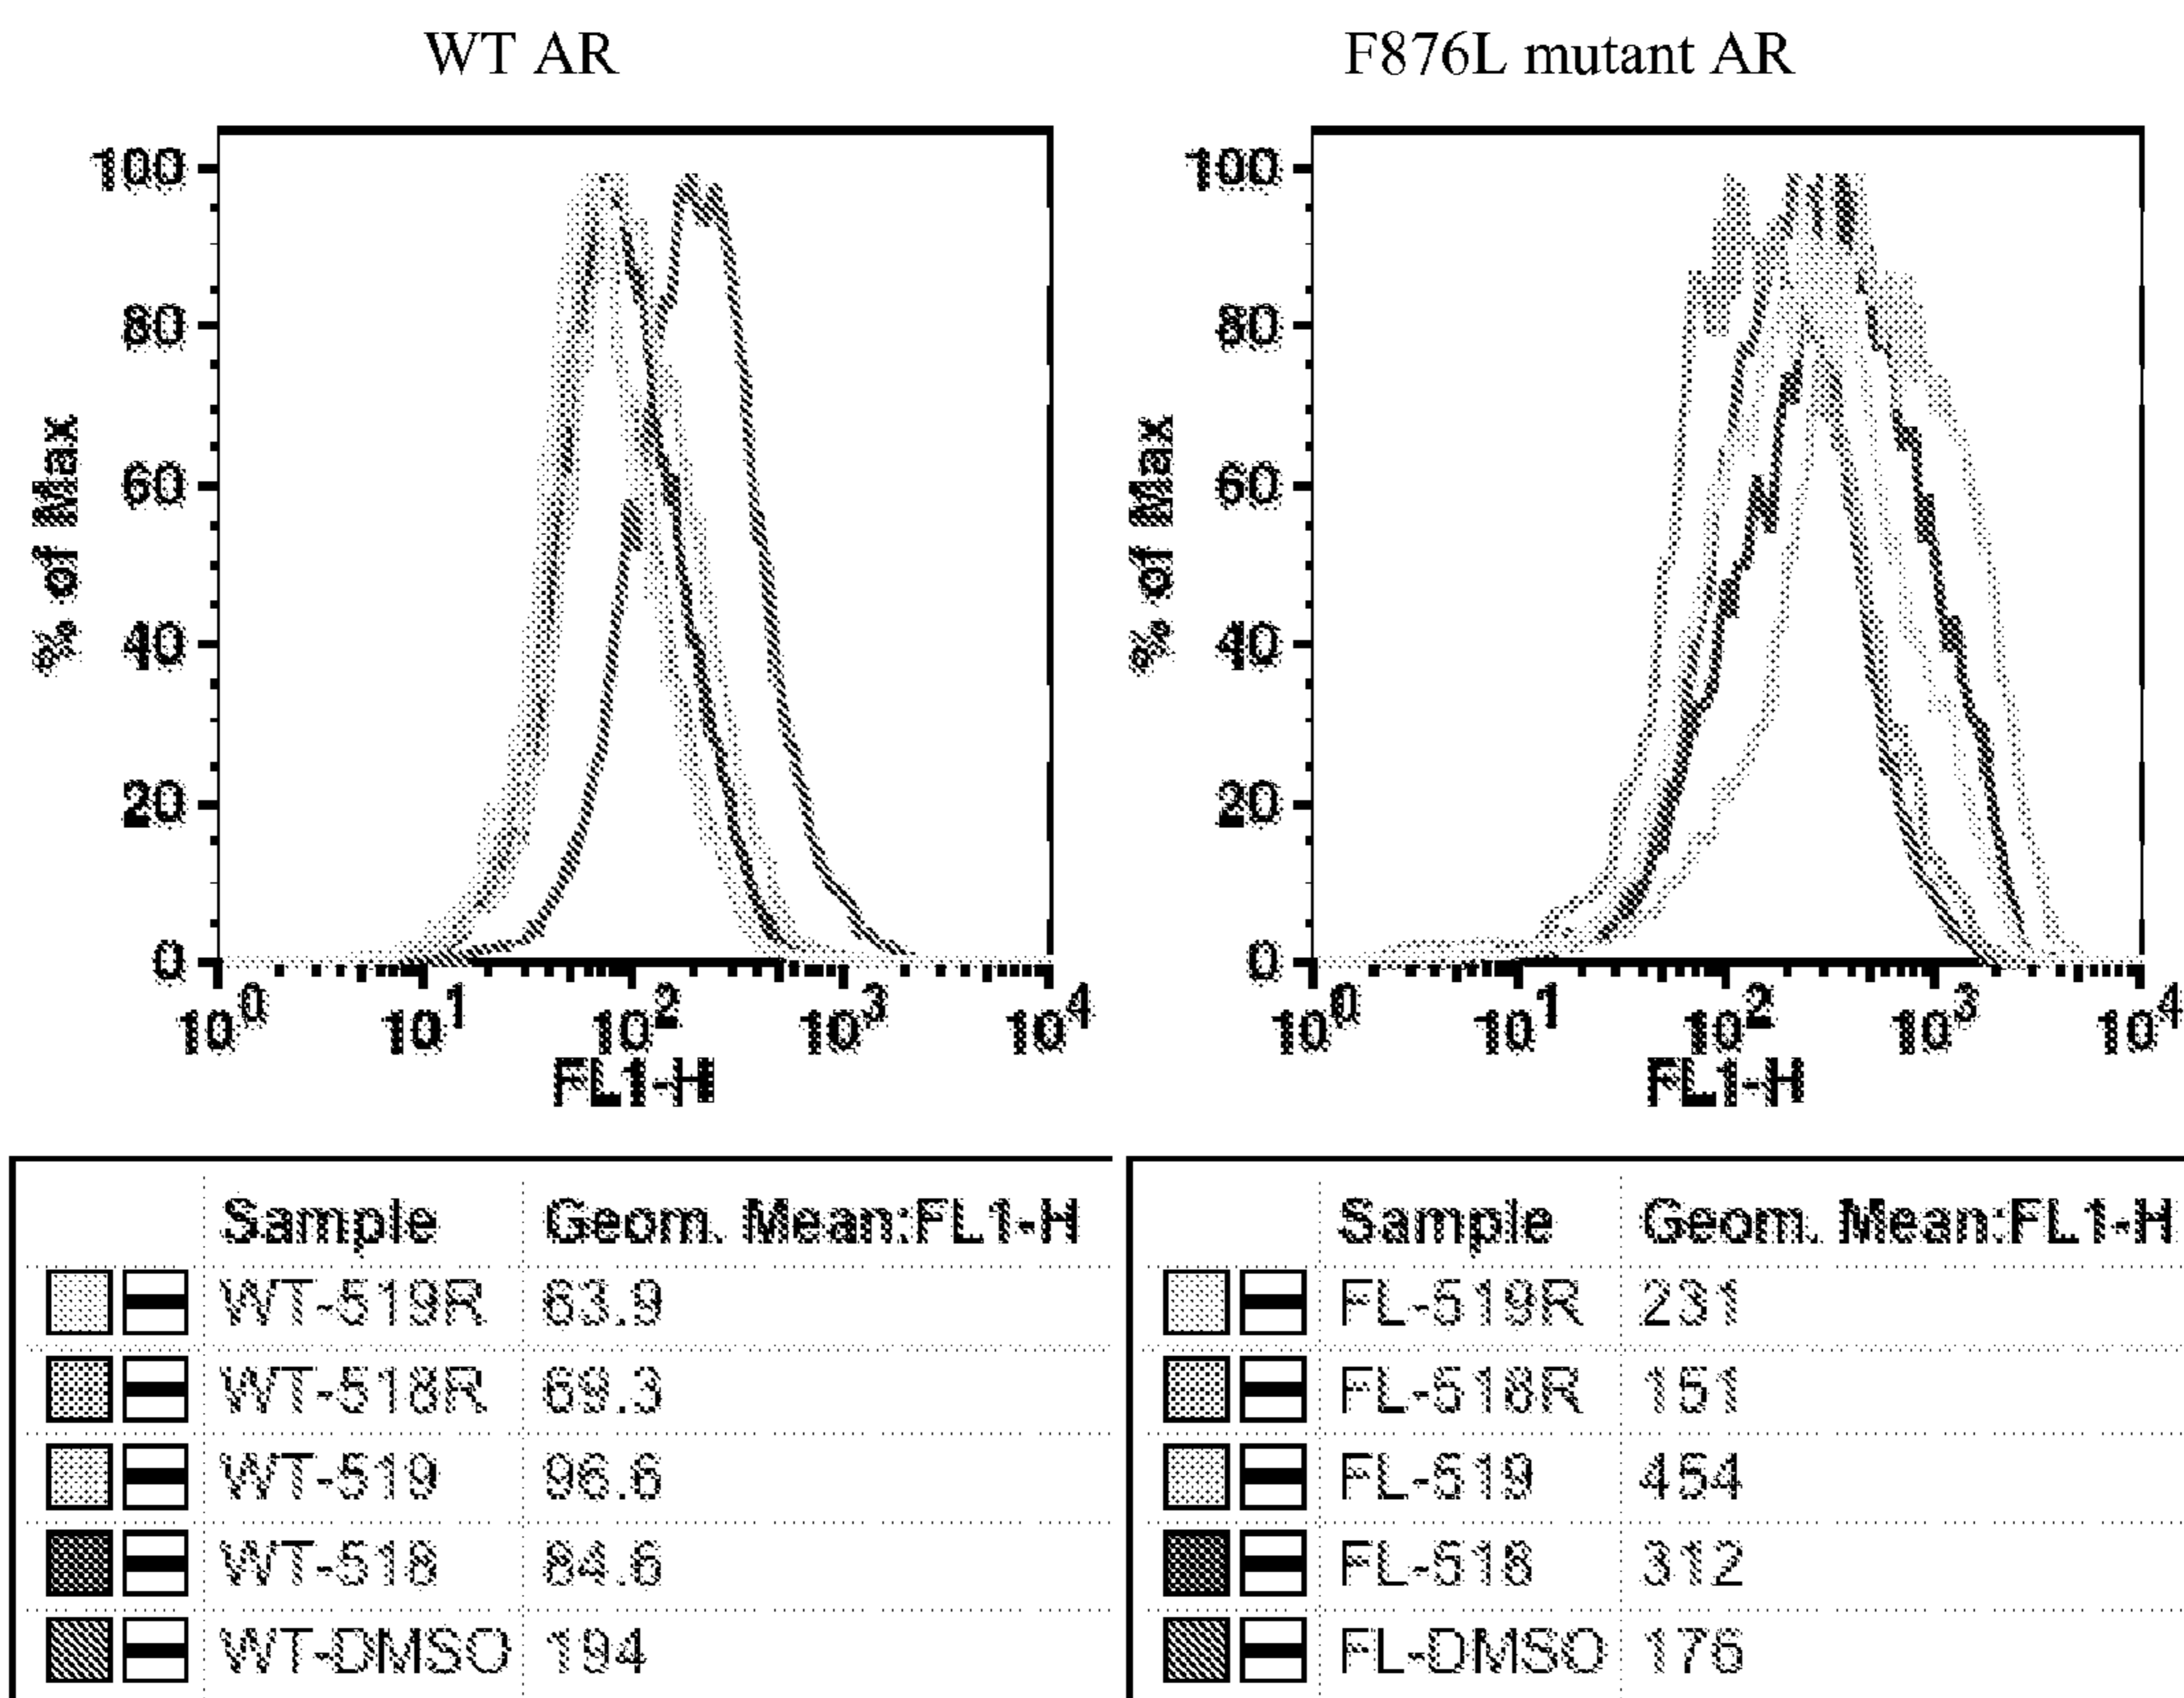 WT AR
F876L mutant AR
100
80
60
40
20
0
% of Max
10^0 10^1 10^2 10^3 10^4
FL1-H
100
80
60
40
20
0
% of Max
10^0 10^1 10^2 10^3 10^4
FL1-H
Sample Geom. Mean:FL1-H
WT-519R 63.9
WT-518R 69.3
WT-519 96.6
WT-518 84.6
WT-DMSO 194
Sample Geom. Mean:FL1-H
FL-519R 231
FL-518R 151
FL-519 454
FL-518 312
FL-DMSO 176